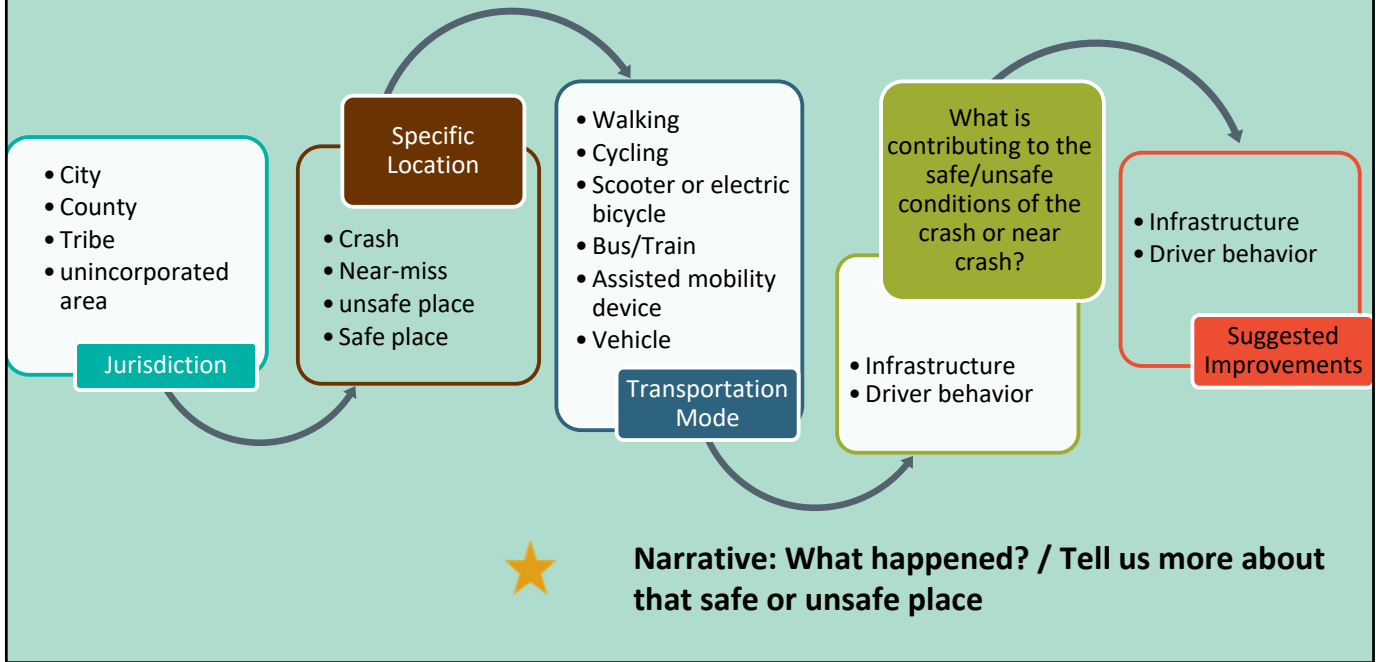 • City
• County
• Tribe
• unincorporated
area
Jurisdiction
Specific
Location
• Crash
• Near-miss
• unsafe place
• Safe place
• Walking
• Cycling
• Scooter or electric
bicycle
• Bus/Train
• Assisted mobility
device
• Vehicle
Transportation
Mode
What is
contributing to the
safe/unsafe
conditions of the
crash or near
crash?
• Infrastructure
• Driver behavior
• Infrastructure
• Driver behavior
Suggested
Improvements
Narrative: What happened? / Tell us more about
that safe or unsafe place